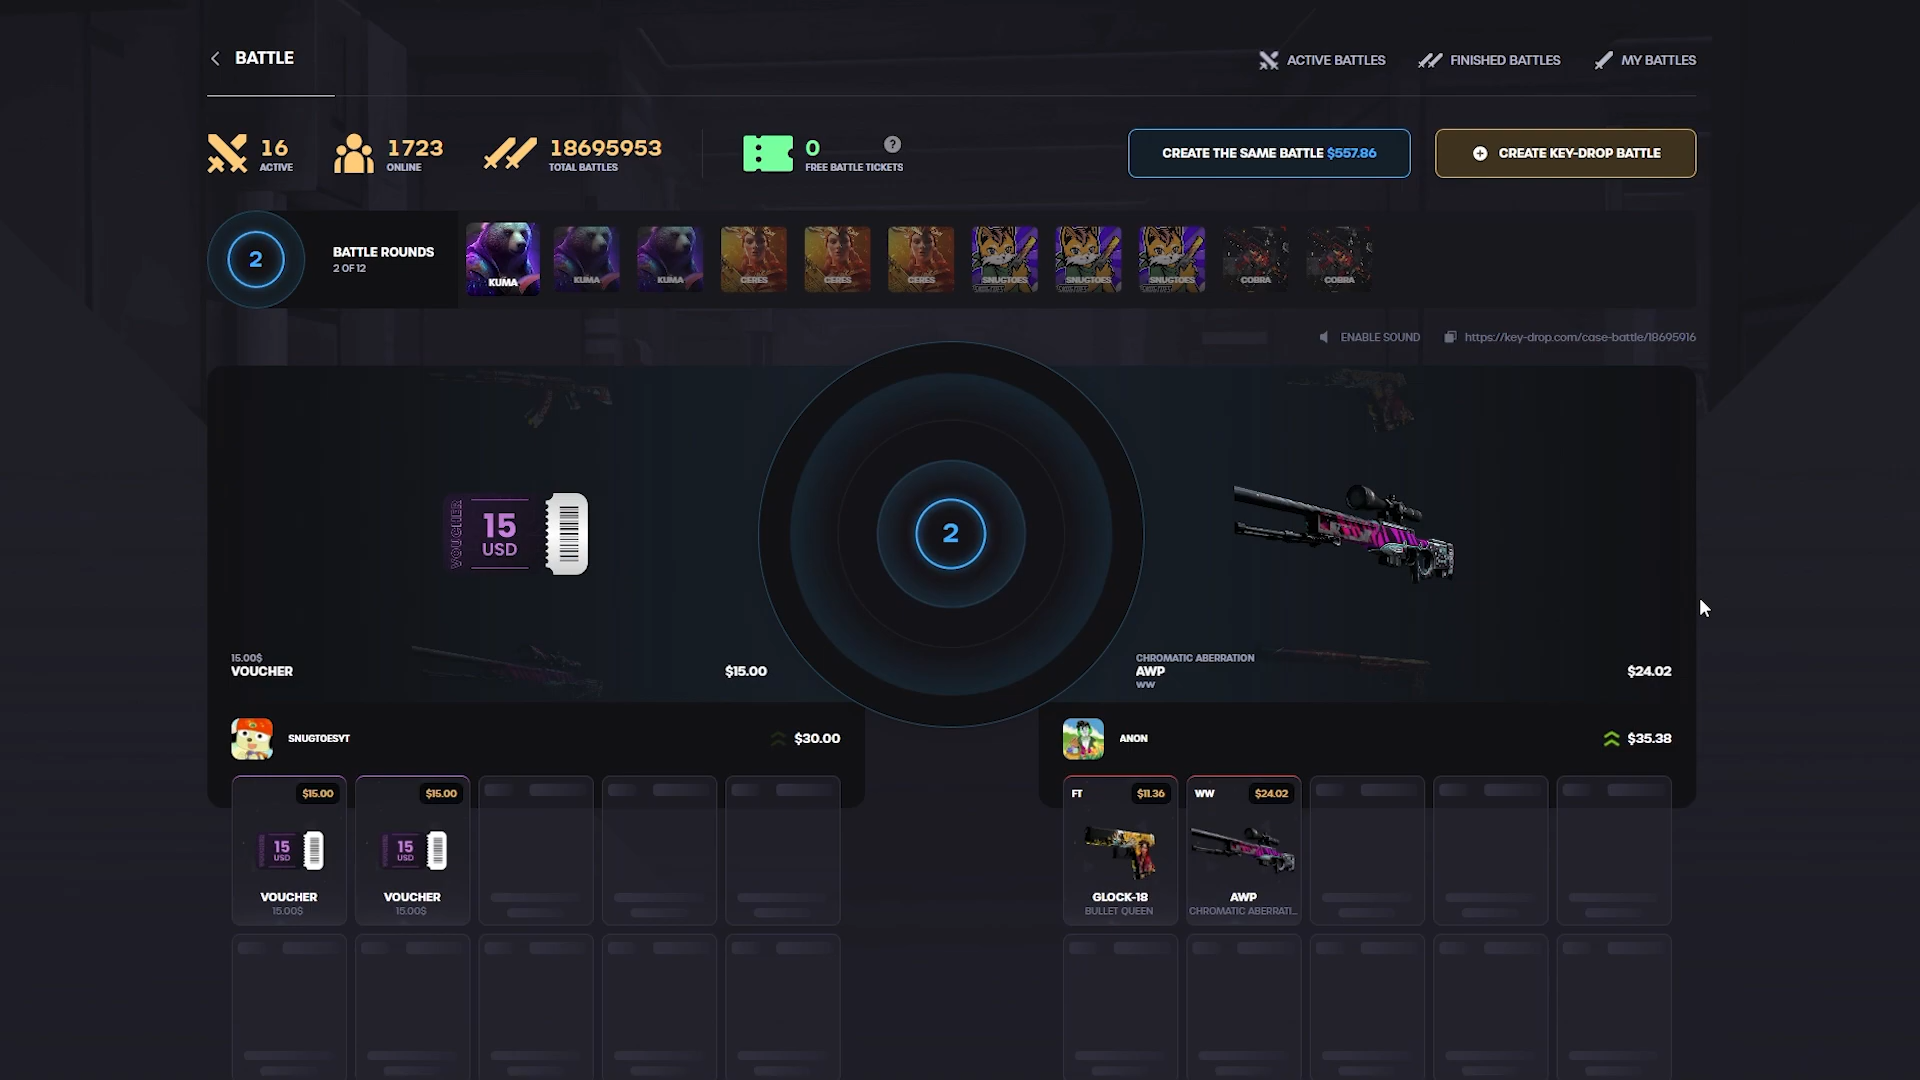 BATTLE
ACTIVE BATTLES
FINISHED BATTLES
MY BATTLES
16
ACTIVE
1723
ONLINE
18695953
TOTAL BATTLES
0
?
FREE BATTLE TICKETS
CREATE THE SAME BATTLE $557.86
CREATE KEY-DROP BATTLE
2
BATTLE ROUNDS
2 OF 12
KUMA
KUMA
KUMA
CERES
CERES
CERES
SNUGTOES
SNUGTOES
SNUGTOES
COBRA
COBRA
ENABLE SOUND
https://key-drop.com/case-battle/18695916
VOUCHER
15
USD
2
15.00$
VOUCHER
$15.00
CHROMATIC ABERRATION
AWP
WW
$24.02
SNUGTOESYT
$30.00
ANON
$35.38
$15.00
15
USD
VOUCHER
15.00$
$15.00
15
USD
VOUCHER
15.00$
FT
$11.36
GLOCK-18
BULLET QUEEN
WW
$24.02
AWP
CHROMATIC ABERRATI...